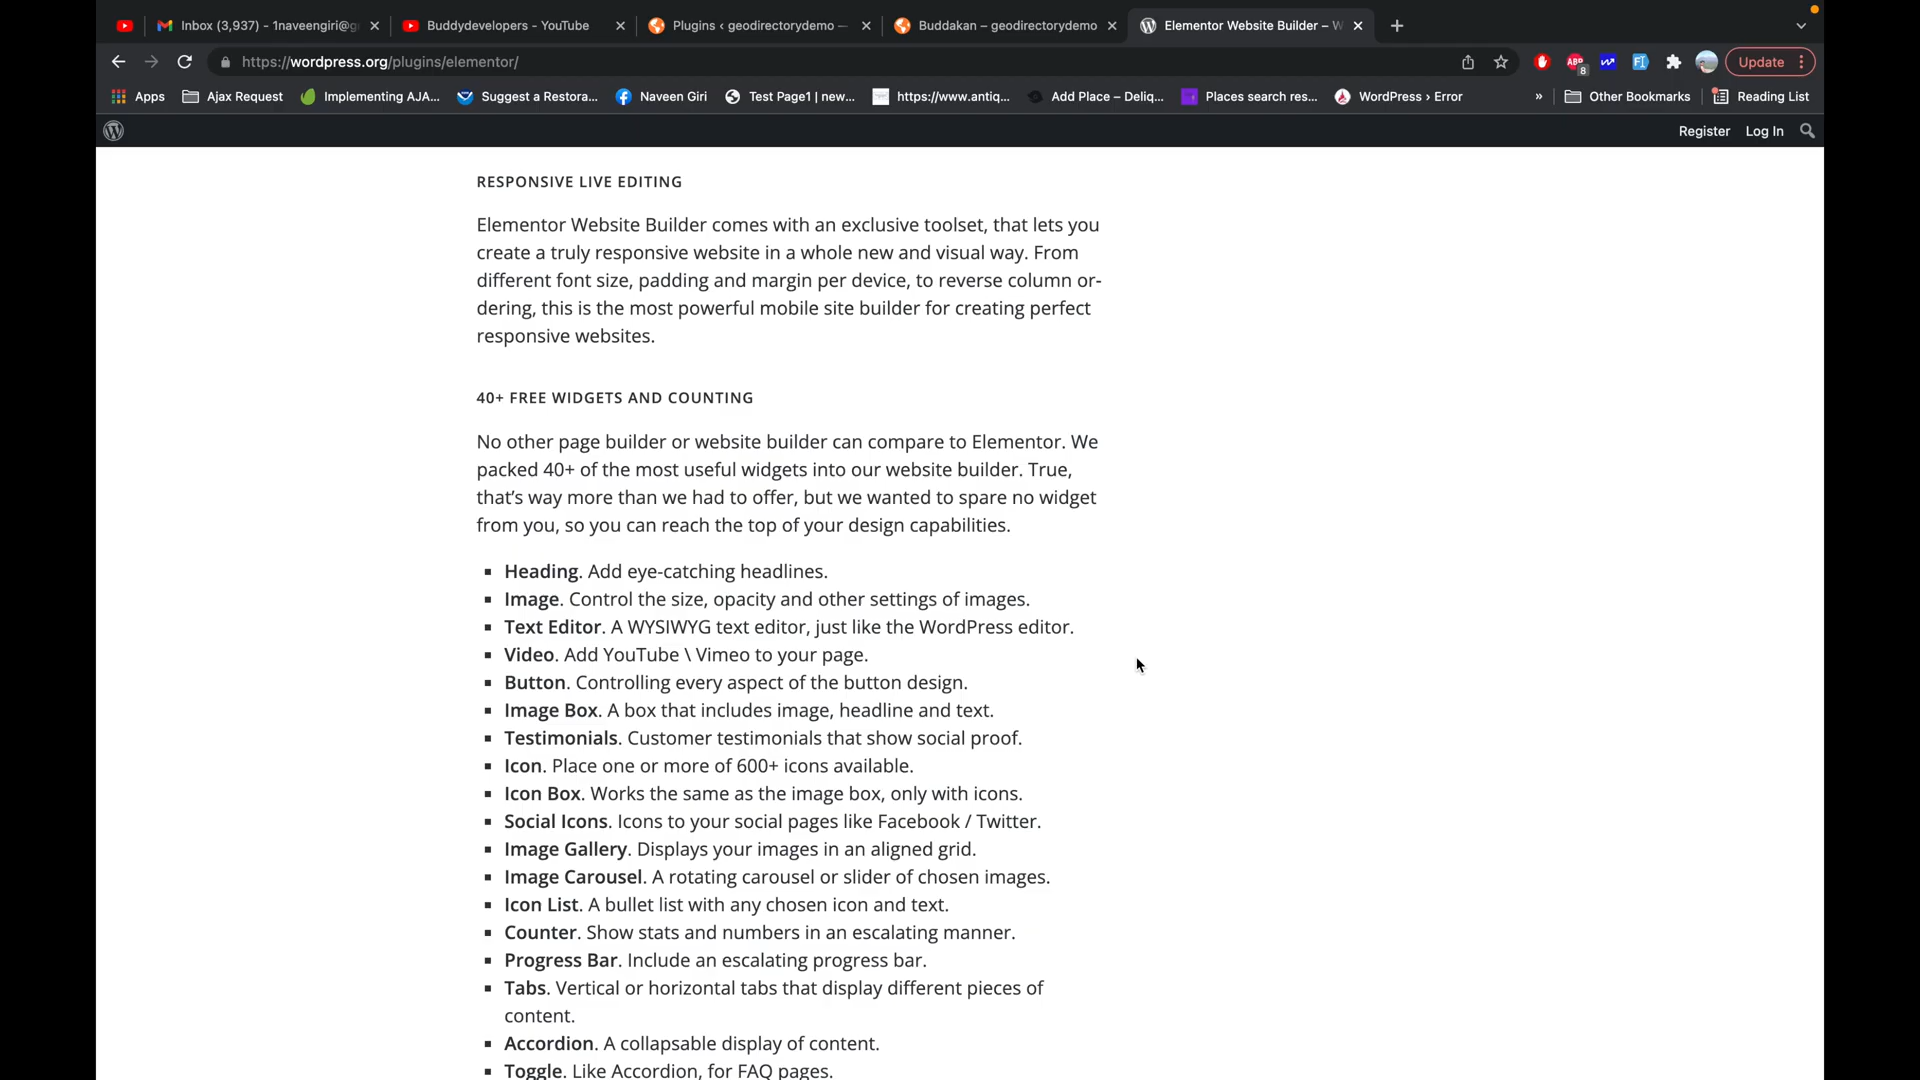 Inbox (3,937) - 1naveengiri@g
Buddydevelopers - YouTube
Plugins ‹ geodirectorydemo —
Buddakan – geodirectorydemo
Elementor Website Builder – W
https://wordpress.org/plugins/elementor/
ABP
8
Update
Apps
Ajax Request
Implementing AJA...
Suggest a Restora...
Naveen Giri
Test Page1 | new...
https://www.antiq...
Add Place – Deliq...
Places search res...
WordPress › Error
»
Other Bookmarks
Reading List
Register
Log In
RESPONSIVE LIVE EDITING
Elementor Website Builder comes with an exclusive toolset, that lets you
create a truly responsive website in a whole new and visual way. From
different font size, padding and margin per device, to reverse column or-
dering, this is the most powerful mobile site builder for creating perfect
responsive websites.
40+ FREE WIDGETS AND COUNTING
No other page builder or website builder can compare to Elementor. We
packed 40+ of the most useful widgets into our website builder. True,
that’s way more than we had to offer, but we wanted to spare no widget
from you, so you can reach the top of your design capabilities.
▪ Heading. Add eye-catching headlines.
▪ Image. Control the size, opacity and other settings of images.
▪ Text Editor. A WYSIWYG text editor, just like the WordPress editor.
▪ Video. Add YouTube \ Vimeo to your page.
▪ Button. Controlling every aspect of the button design.
▪ Image Box. A box that includes image, headline and text.
▪ Testimonials. Customer testimonials that show social proof.
▪ Icon. Place one or more of 600+ icons available.
▪ Icon Box. Works the same as the image box, only with icons.
▪ Social Icons. Icons to your social pages like Facebook / Twitter.
▪ Image Gallery. Displays your images in an aligned grid.
▪ Image Carousel. A rotating carousel or slider of chosen images.
▪ Icon List. A bullet list with any chosen icon and text.
▪ Counter. Show stats and numbers in an escalating manner.
▪ Progress Bar. Include an escalating progress bar.
▪ Tabs. Vertical or horizontal tabs that display different pieces of
content.
▪ Accordion. A collapsable display of content.
▪ Toggle. Like Accordion, for FAQ pages.